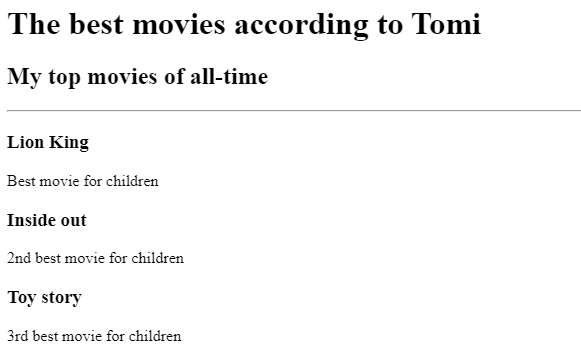 The best movies according to Tomi
My top movies of all-time
Lion King
Best movie for children
Inside out
2nd best movie for children
Toy story
3rd best movie for children